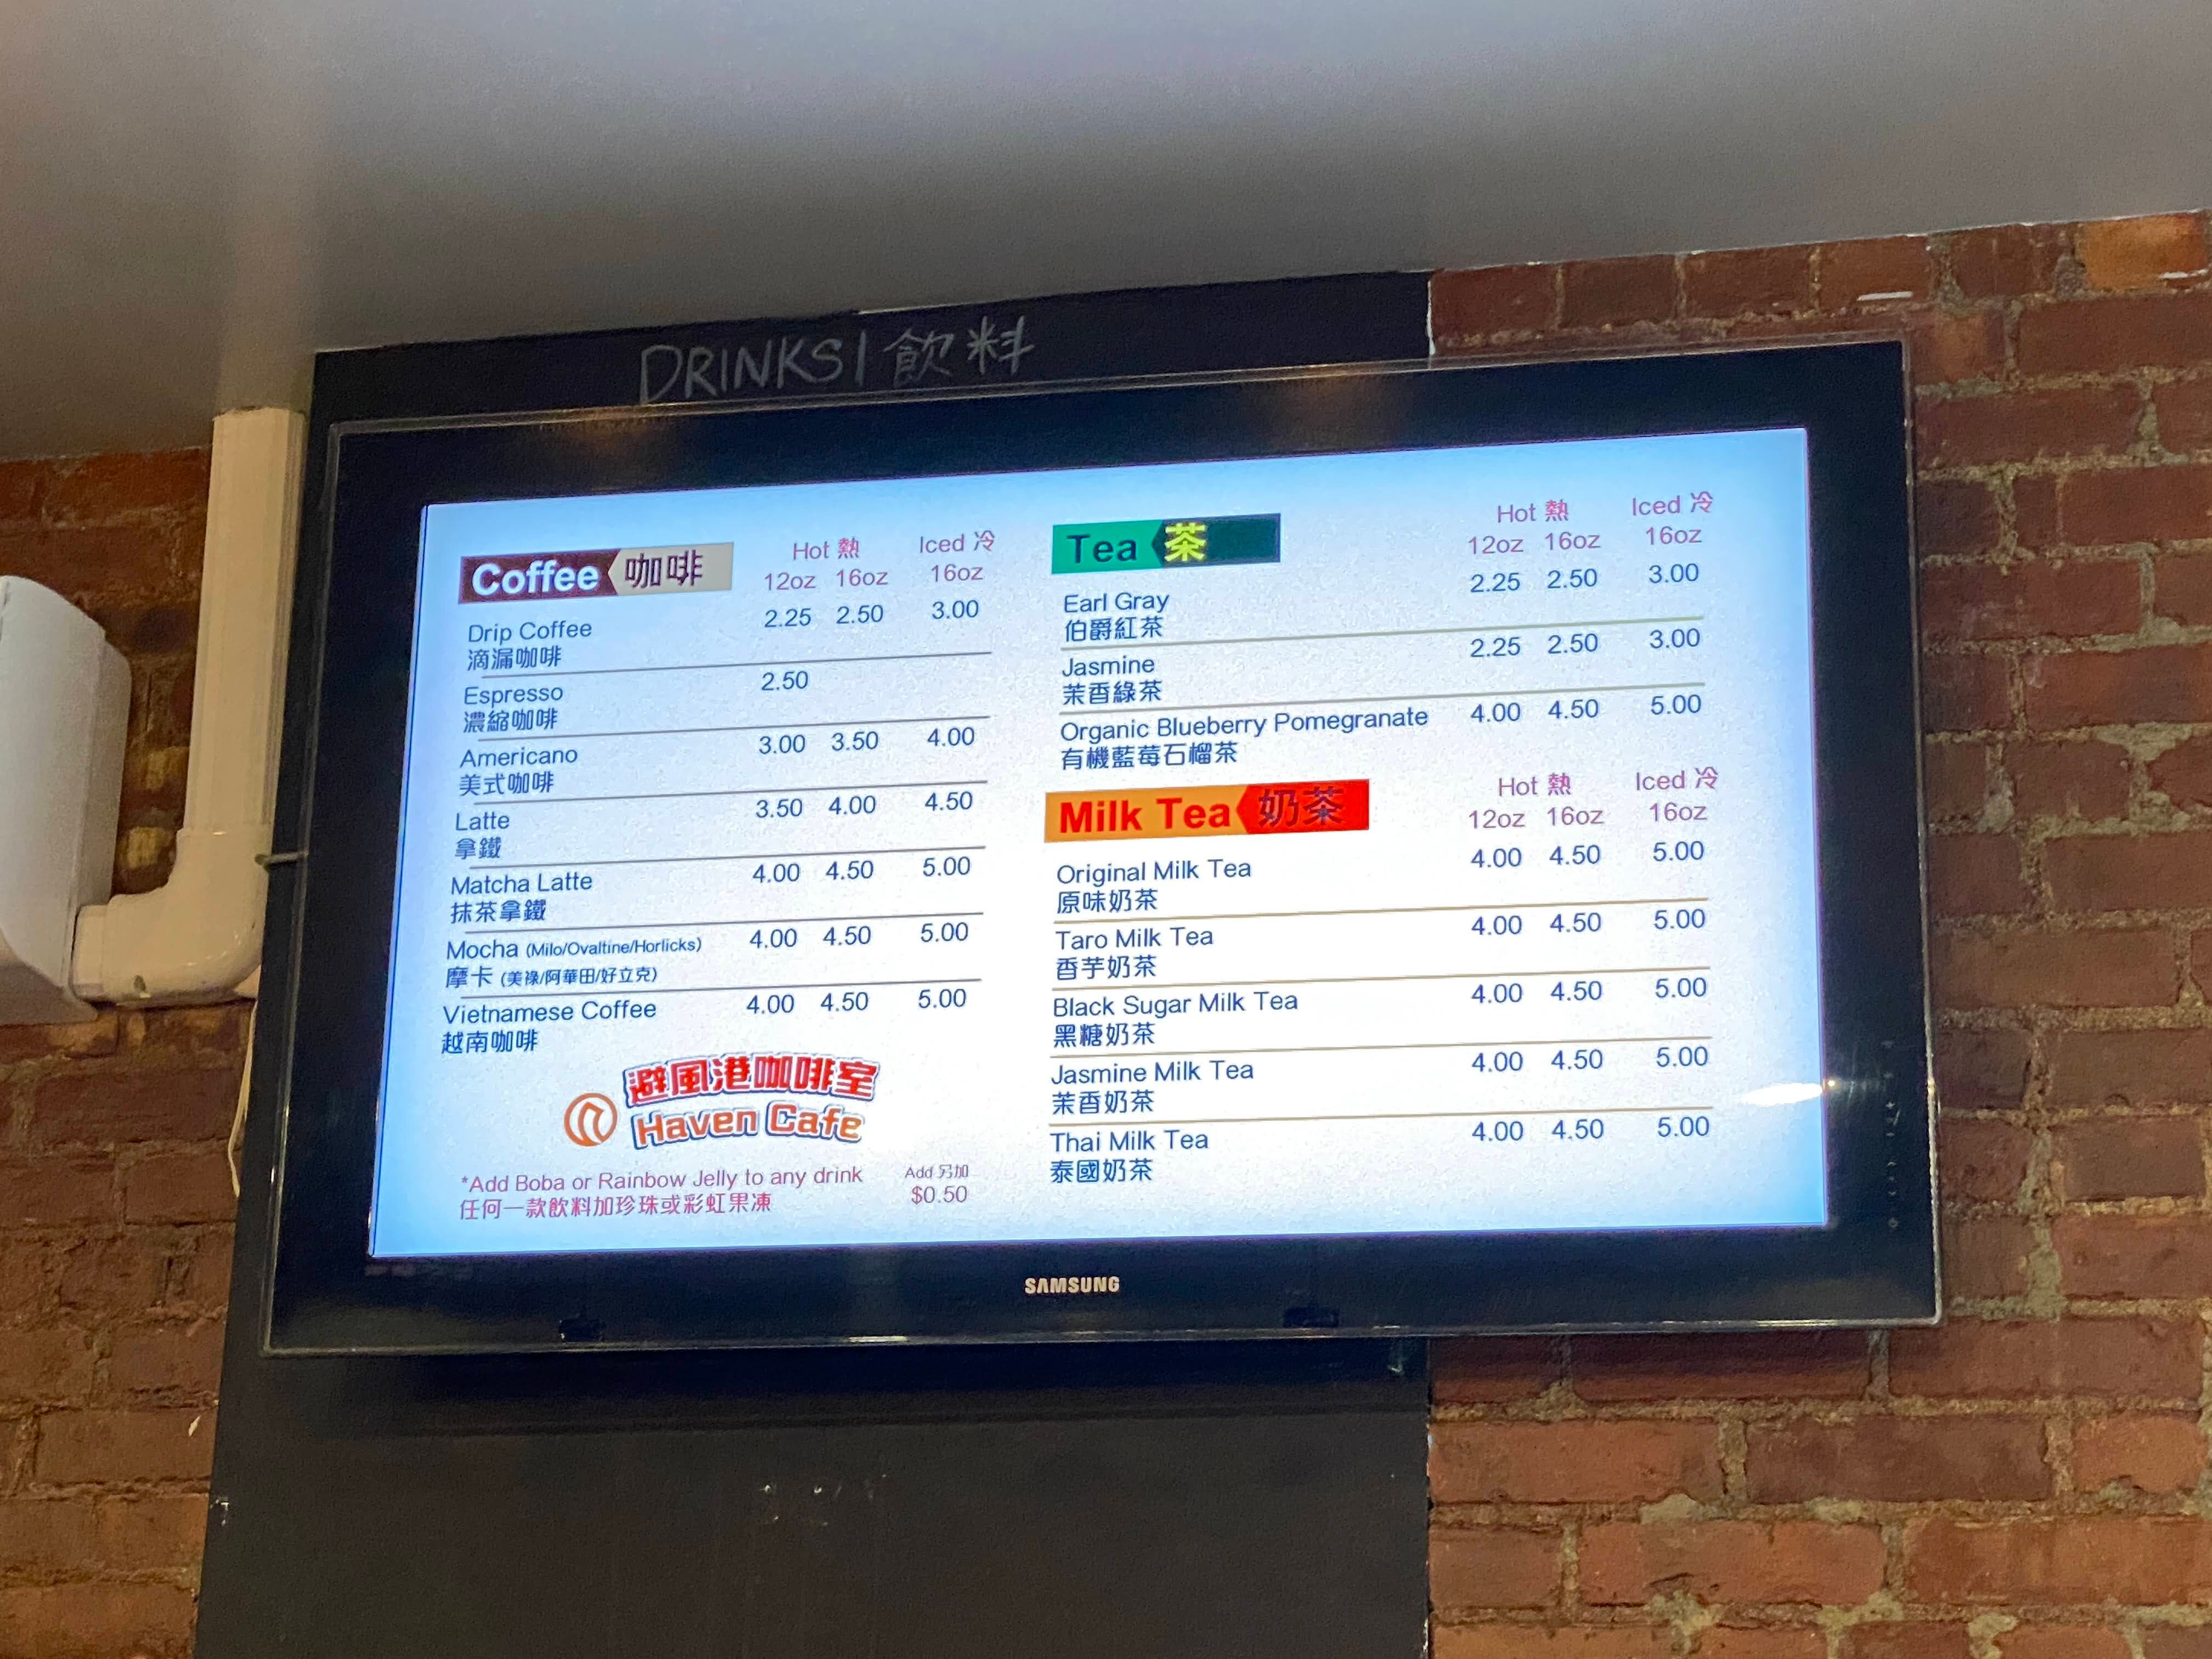 DRINKS | 飲料
Coffee 咖啡
Hot 熱 Iced 冷
12oz 16oz 16oz
Drip Coffee 2.25 2.50 3.00
滴漏咖啡
Espresso 2.50
濃縮咖啡
Americano 3.00 3.50 4.00
美式咖啡
Latte 3.50 4.00 4.50
拿鐵
Matcha Latte 4.00 4.50 5.00
抹茶拿鐵
Mocha (Milo/Ovaltine/Horlicks) 4.00 4.50 5.00
摩卡 (美祿/阿華田/好立克)
Vietnamese Coffee 4.00 4.50 5.00
越南咖啡
避風港咖啡室
Haven Cafe
*Add Boba or Rainbow Jelly to any drink Add 另加
任何一款飲料加珍珠或彩虹果凍 $0.50
Tea 茶
Hot 熱 Iced 冷
12oz 16oz 16oz
Earl Gray 2.25 2.50 3.00
伯爵紅茶
Jasmine 2.25 2.50 3.00
茉香綠茶
Organic Blueberry Pomegranate 4.00 4.50 5.00
有機藍莓石榴茶
Milk Tea 奶茶
Hot 熱 Iced 冷
12oz 16oz 16oz
Original Milk Tea 4.00 4.50 5.00
原味奶茶
Taro Milk Tea 4.00 4.50 5.00
香芋奶茶
Black Sugar Milk Tea 4.00 4.50 5.00
黑糖奶茶
Jasmine Milk Tea 4.00 4.50 5.00
茉香奶茶
Thai Milk Tea 4.00 4.50 5.00
泰國奶茶
SAMSUNG